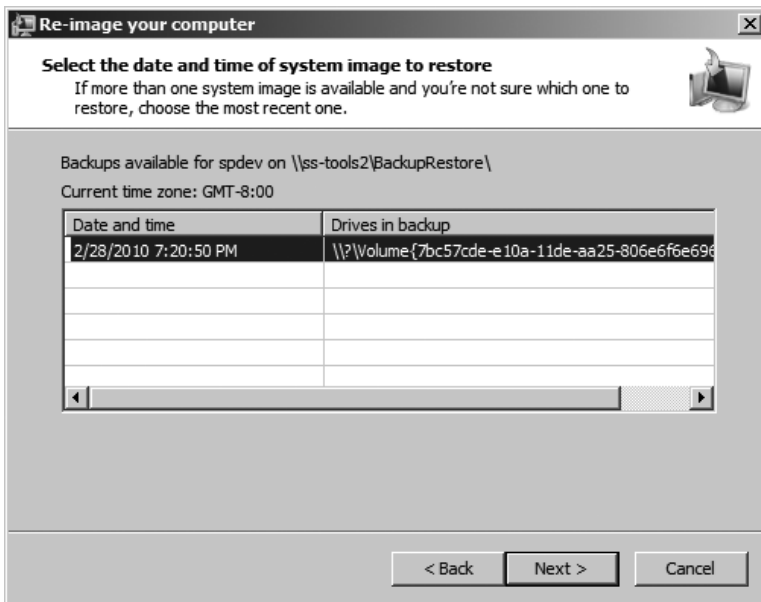 Re-image your computer
Select the date and time of system image to restore
If more than one system image is available and you're not sure which one to
restore, choose the most recent one.
Backups available for spdev on \\ss-tools2\BackupRestore\
Current time zone: GMT-8:00
Date and time Drives in backup
2/28/2010 7:20:50 PM \\?\Volume{7bc57cde-e10a-11de-aa25-806e6f6e696
< Back Next > Cancel